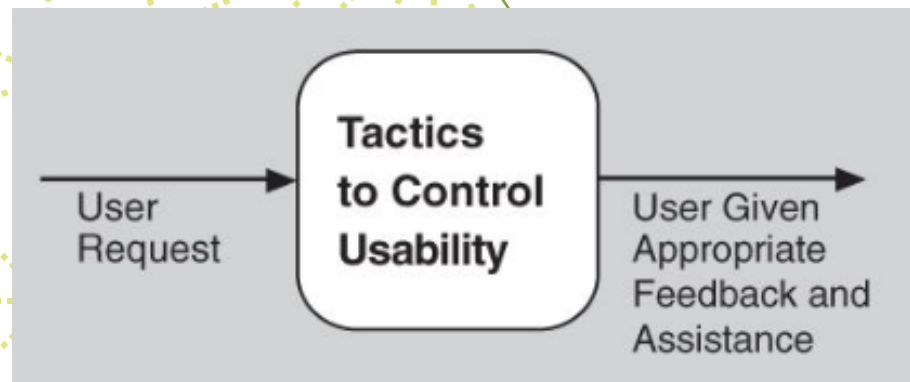 User
Request
Tactics
to Control
Usability
User Given
Appropriate
Feedback and
Assistance